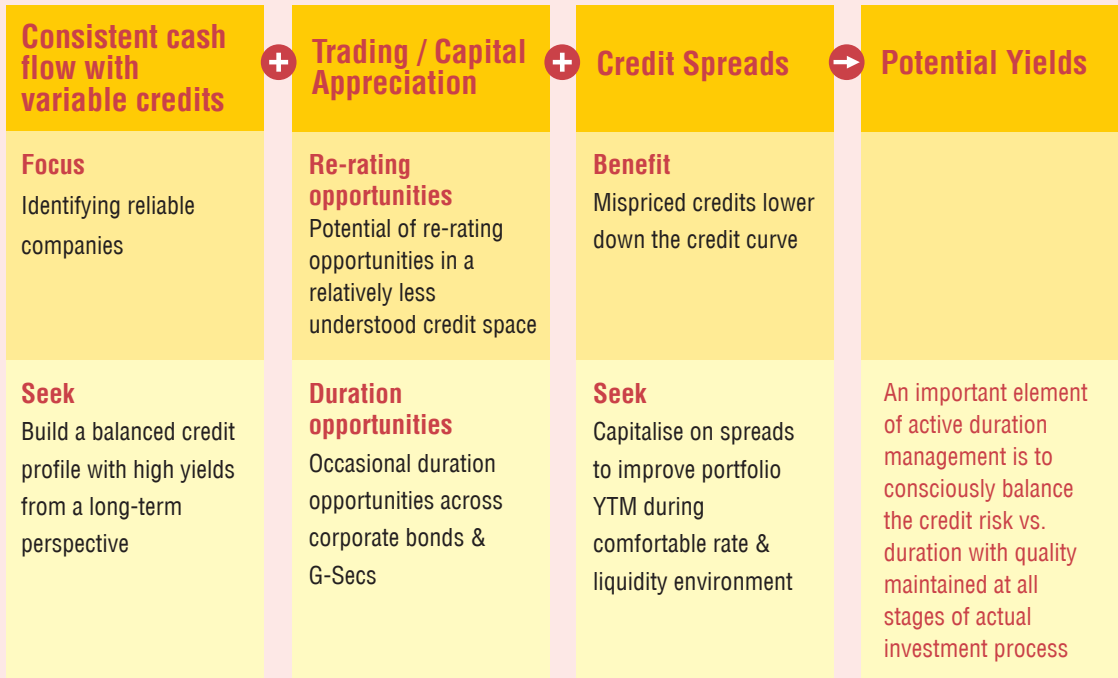 Consistent cash
flow with
variable credits
+
Trading / Capital
Appreciation
+
Credit Spreads
Potential Yields
Focus
Identifying reliable
companies
Re-rating
opportunities
Potential of re-rating
opportunities in a
relatively less
understood credit space
Benefit
Mispriced credits lower
down the credit curve
Seek
Build a balanced credit
profile with high yields
from a long-term
perspective
Duration
opportunities
Occasional duration
opportunities across
corporate bonds &
G-Secs
Seek
Capitalise on spreads
to improve portfolio
YTM during
comfortable rate &
liquidity environment
An important element
of active duration
management is to
consciously balance
the credit risk vs.
duration with quality
maintained at all
stages of actual
investment process